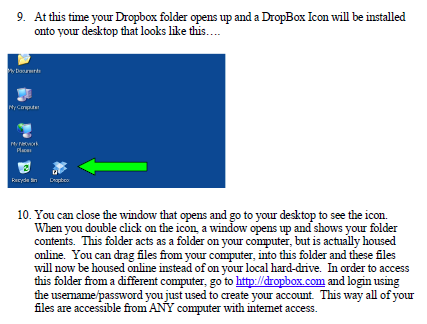 9. At this time your Dropbox folder opens up and a DropBox Icon will be installed
onto your desktop that looks like this….
My Documents
My Computer
My Network
Places
Recycle Bin Dropbox
10. You can close the window that opens and go to your desktop to see the icon.
When you double click on the icon, a window opens up and shows your folder
contents. This folder acts as a folder on your computer, but is actually housed
online. You can drag files from your computer, into this folder and these files
will now be housed online instead of on your local hard-drive. In order to access
this folder from a different computer, go to http://dropbox.com and login using
the username/password you just used to create your account. This way all of your
files are accessible from ANY computer with internet access.